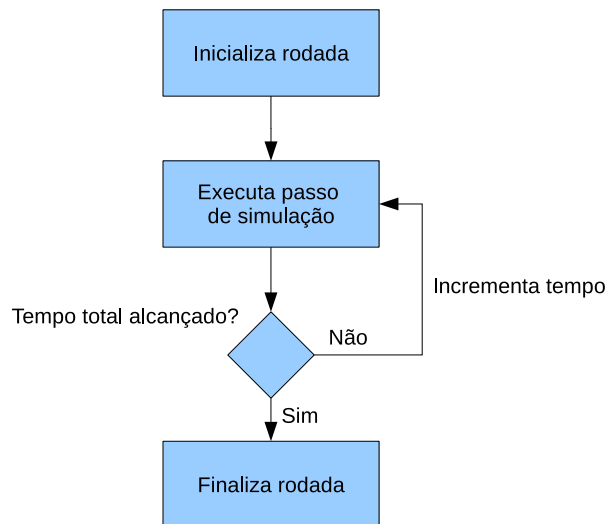 Inicializa rodada
Executa passo
de simulação
Incrementa tempo
Tempo total alcançado?
Não
Sim
Finaliza rodada